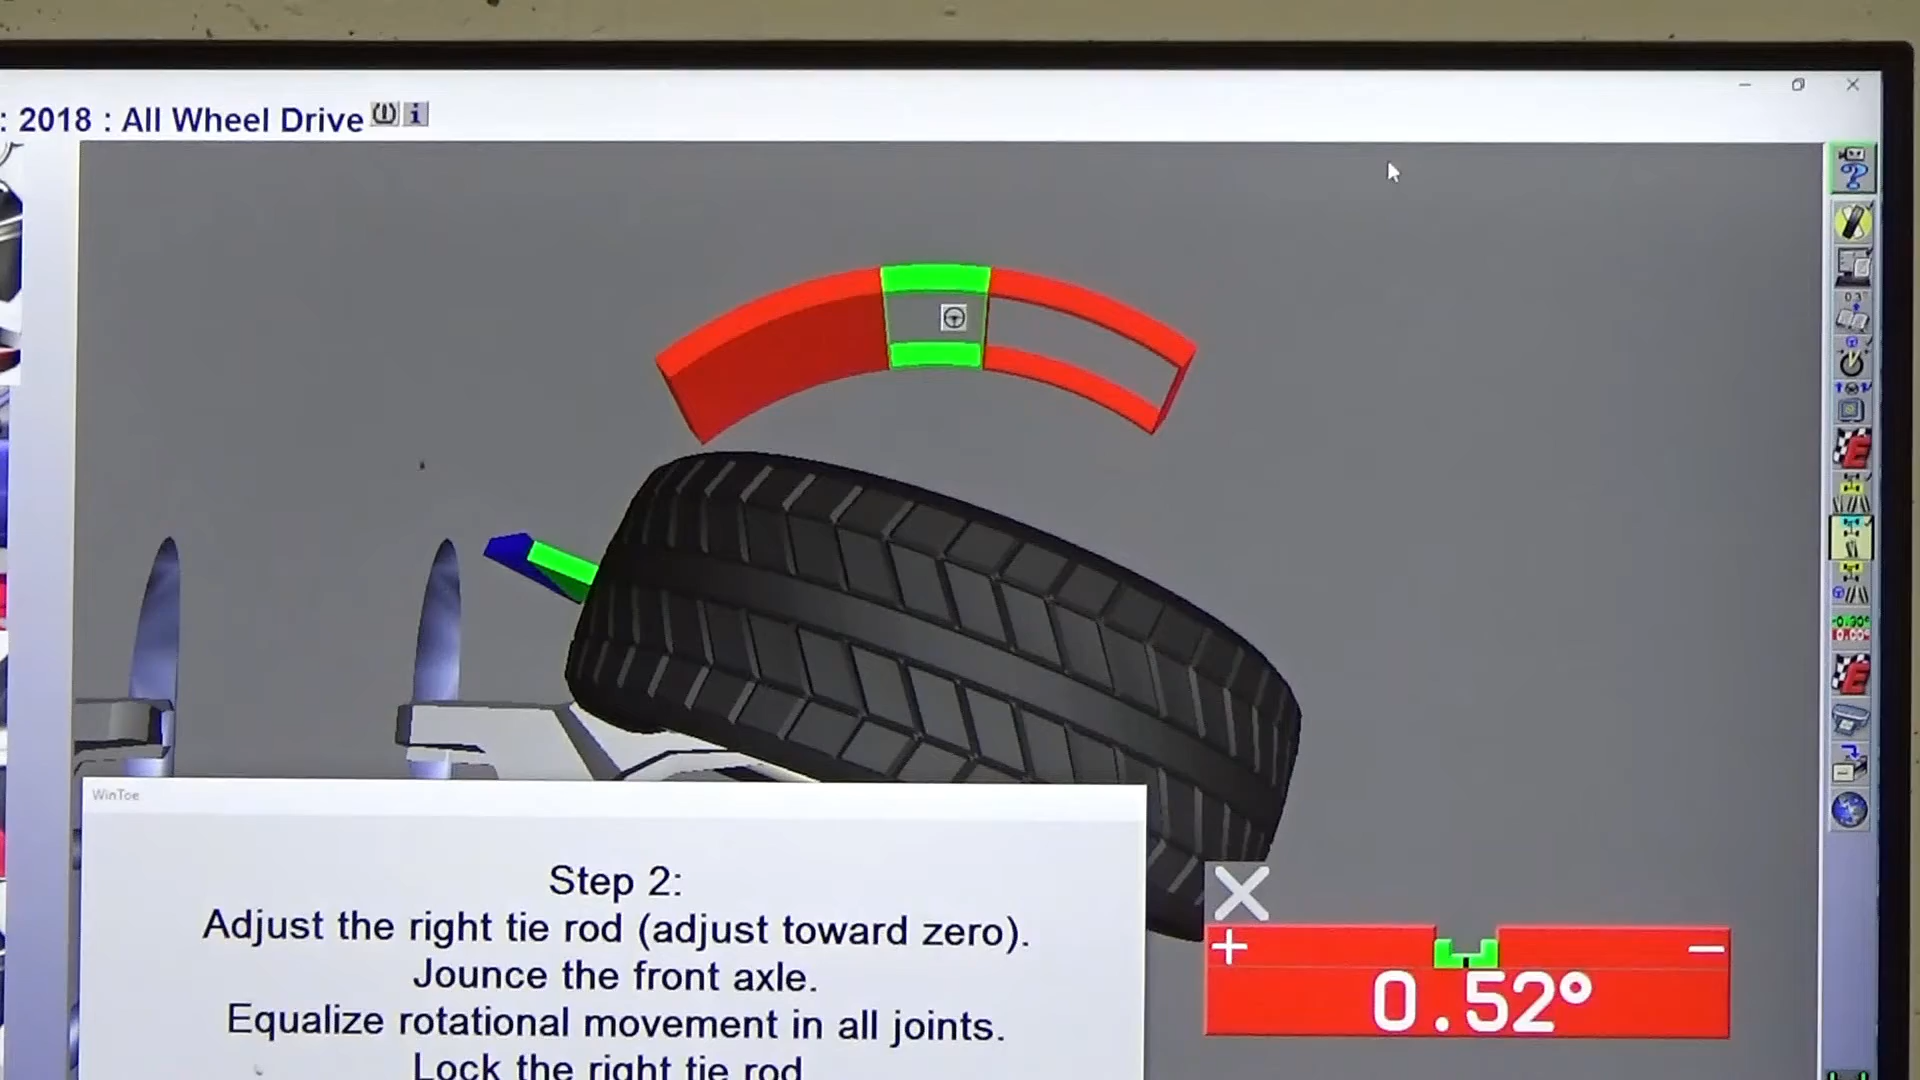 : 2018 : All Wheel Drive
WinToe
Step 2:
Adjust the right tie rod (adjust toward zero).
Jounce the front axle.
Equalize rotational movement in all joints.
Lock the right tie rod
+ −
0.52°